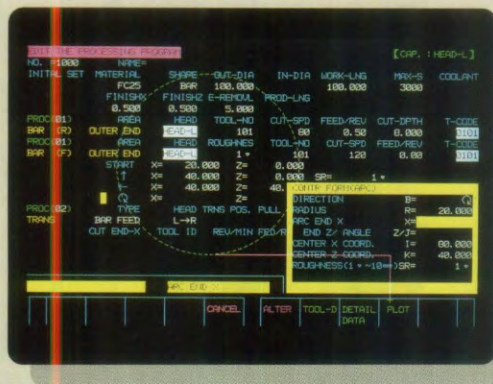 EDIT THE PROCESSING PROGRAM
[CAP. : HEAD-L]
NO. =1000 NAME=
INITAL SET MATERIAL SHAPE OUT-DIA IN-DIA WORK-LNG MAX-S COOLANT
FC25 BAR 100.000 100.000 3000
FINISHX FINISHZ E-REMOVL PROD-LNG
0.500 0.500 5.000
PROC(01) AREA HEAD TOOL-NO CUT-SPD FEED/REV CUT-DPTH T-CODE
BAR (R) OUTER END HEAD-L 101 80 0.50 8.000 0101
PROC(01) AREA HEAD ROUGHNES TOOL-NO CUT-SPD FEED/REV T-CODE
BAR (F) OUTER END HEAD-L 1 101 120 0.08 0101
START X= 20.000 Z= 0.000
X= 40.000 Z= 0.000 SR= 1
X= 40.000 Z= 40.
X= Z=
CONTR FORM(ARC)
DIRECTION B=
RADIUS R= 20.000
ARC END X X=
END Z/ ANGLE Z/J=
CENTER X COORD. I= 80.000
CENTER Z COORD. K= 40.000
ROUGHNESS(1 ~10 )SR= 1
PROC(02) TYPE HEAD TRNS POS. PULL
TRANS BAR FEED L→R
CUT END-X TOOL ID REV/MIN FED/R
ARC END X
CANCEL ALTER TOOL-D DETAIL DATA PLOT